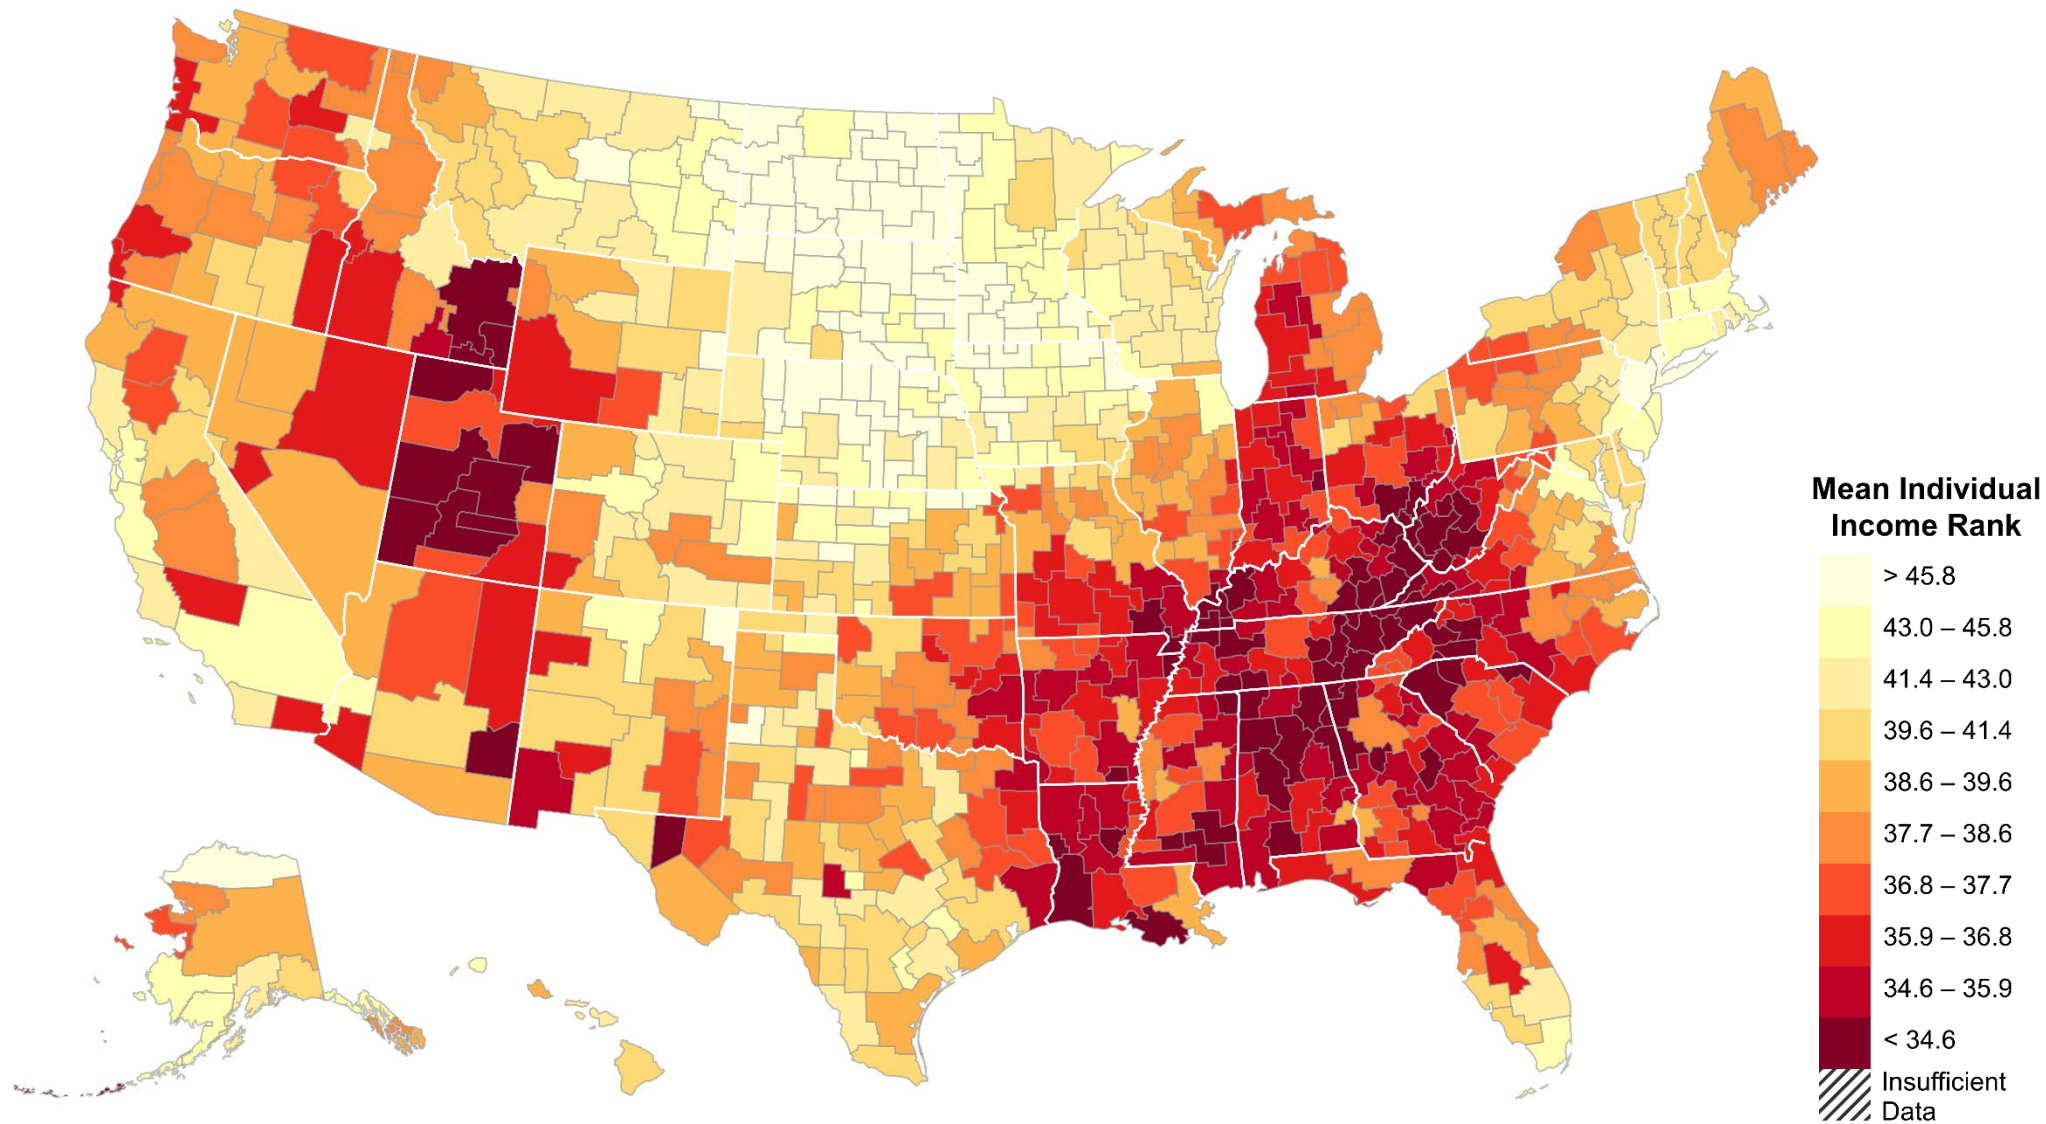 Mean Individual
Income Rank
> 45.8
43.0 – 45.8
41.4 – 43.0
39.6 – 41.4
38.6 – 39.6
37.7 – 38.6
36.8 – 37.7
35.9 – 36.8
34.6 – 35.9
< 34.6
Insufficient
Data